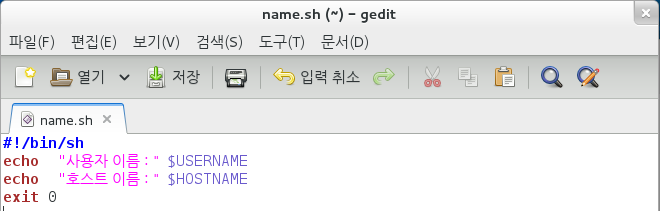 name.sh (~) - gedit
파일(F) 편집(E) 보기(V) 검색(S) 도구(T) 문서(D)
열기 저장 입력 취소
name.sh
#!/bin/sh
echo  "사용자 이름 : " $USERNAME
echo  "호스트 이름 : " $HOSTNAME
exit 0